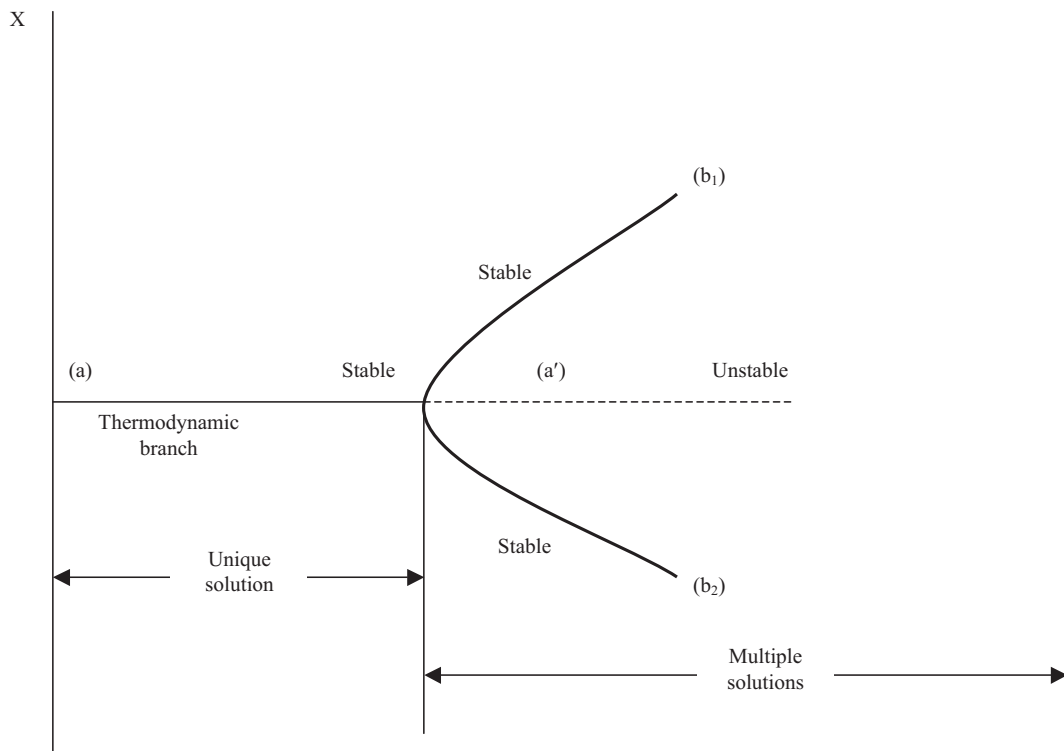 X
(b₁)
Stable
(a)
Stable
(a′)
Unstable
Thermodynamic
branch
Stable
Unique
solution
(b₂)
Multiple
solutions